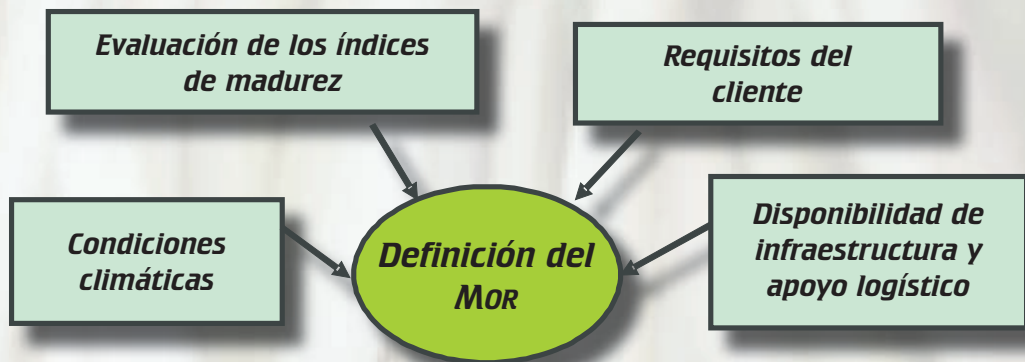 Evaluación de los índices
de madurez
Requisitos del
cliente
Condiciones
climáticas
Definición del
MOR
Disponibilidad de
infraestructura y
apoyo logístico